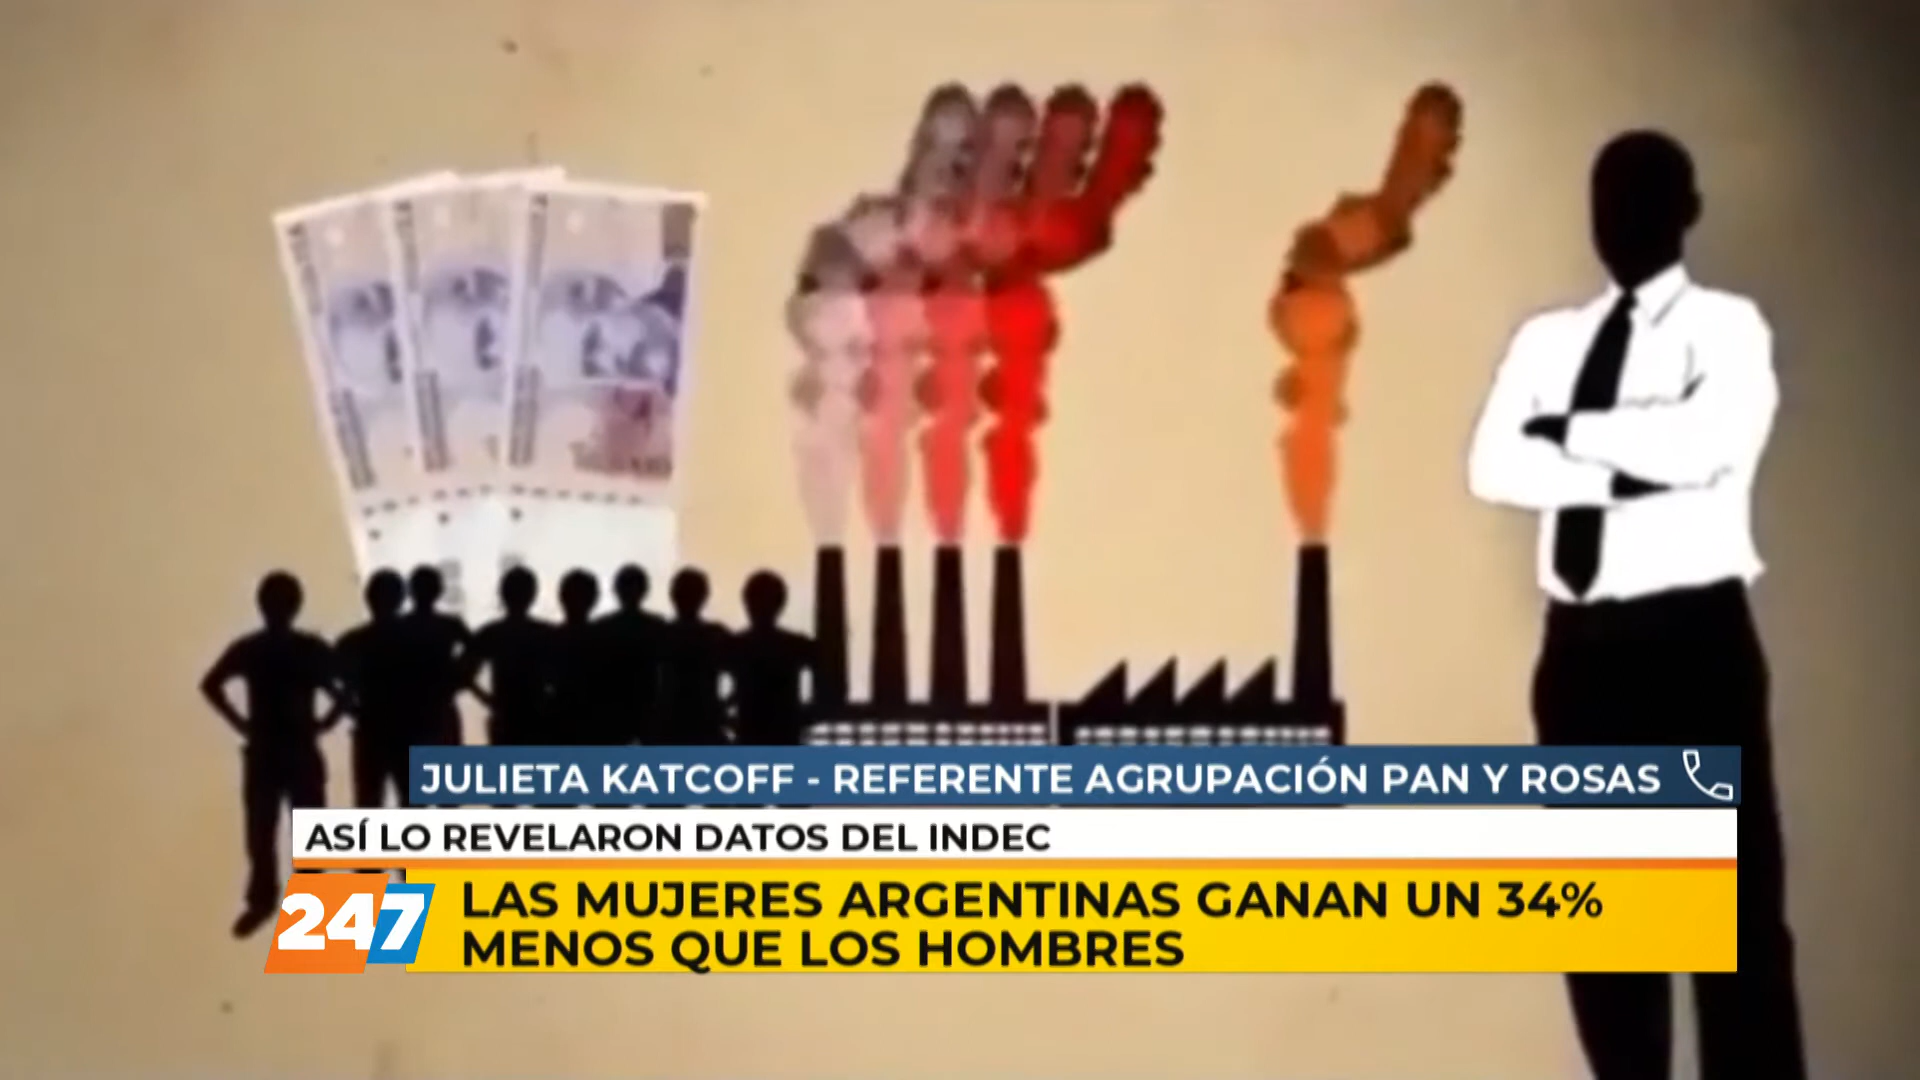 JULIETA KATCOFF - REFERENTE AGRUPACIÓN PAN Y ROSAS
ASÍ LO REVELARON DATOS DEL INDEC
247
LAS MUJERES ARGENTINAS GANAN UN 34%
MENOS QUE LOS HOMBRES